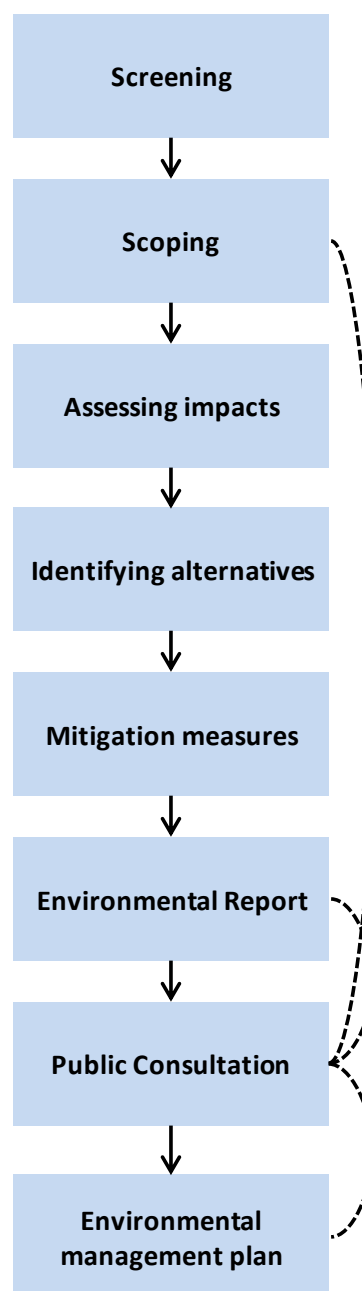 Screening
Scoping
Assessing impacts
Identifying alternatives
Mitigation measures
Environmental Report
Public Consultation
Environmental
management plan